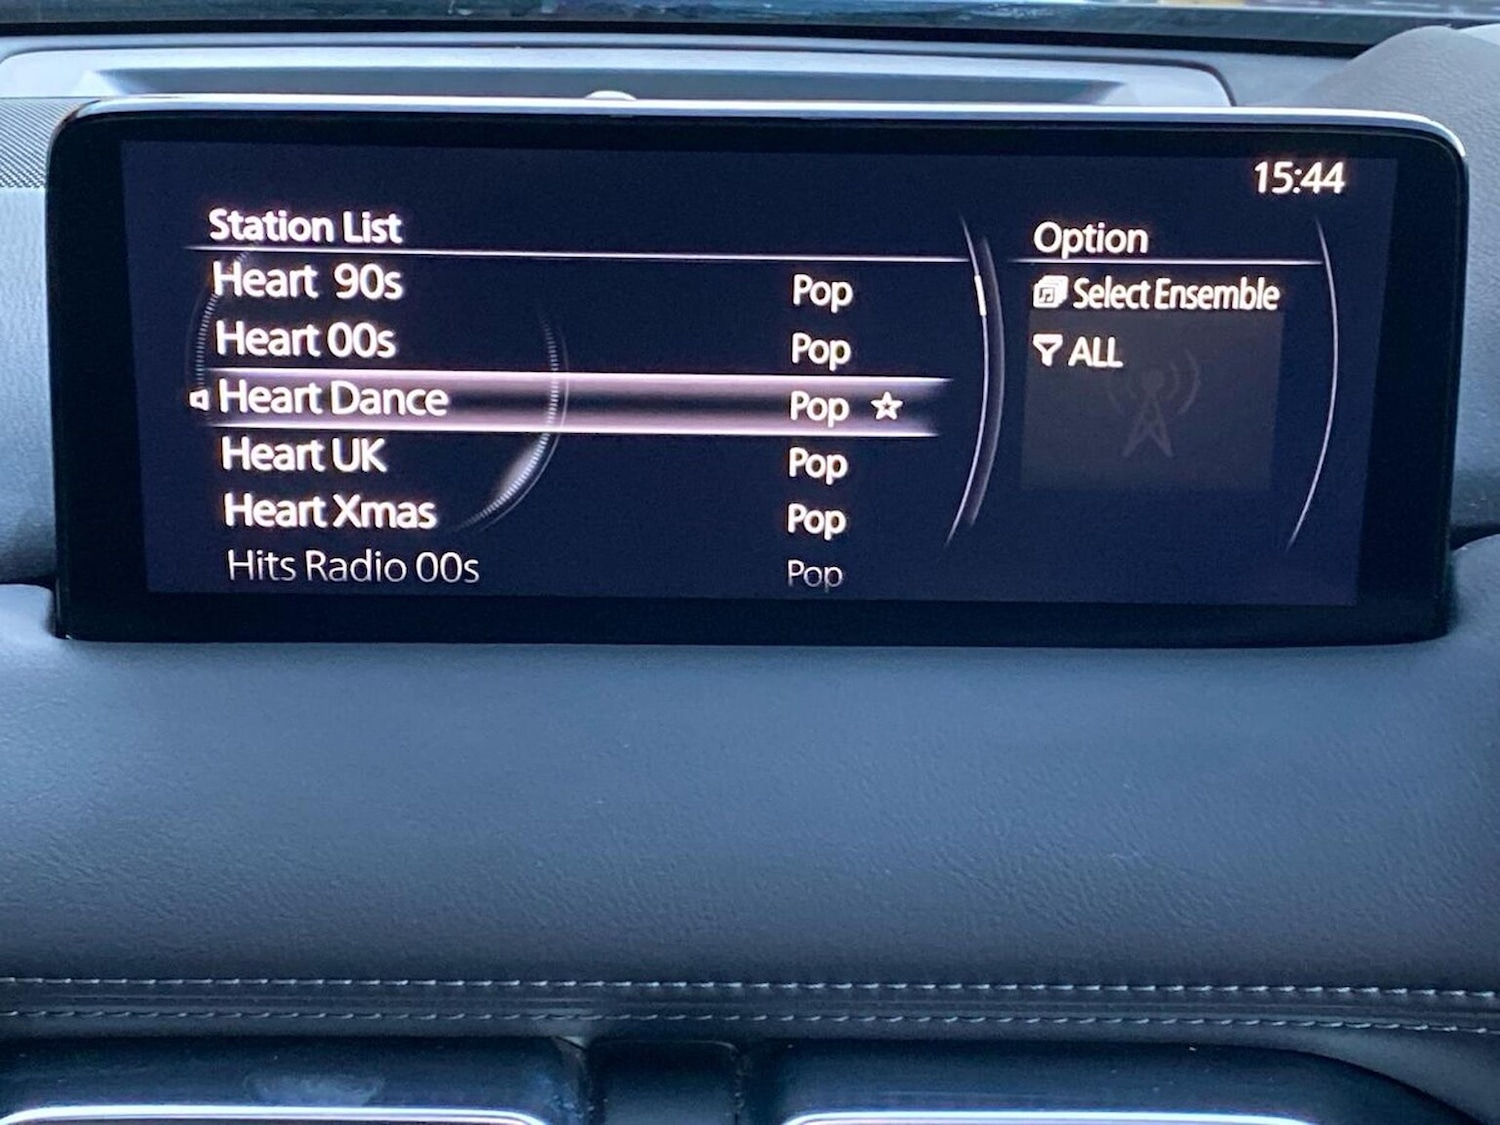 15:44
Station List
Heart 90s Pop
Heart 00s Pop
Heart Dance Pop
Heart UK Pop
Heart Xmas Pop
Hits Radio 00s Pop
Option
Select Ensemble
ALL